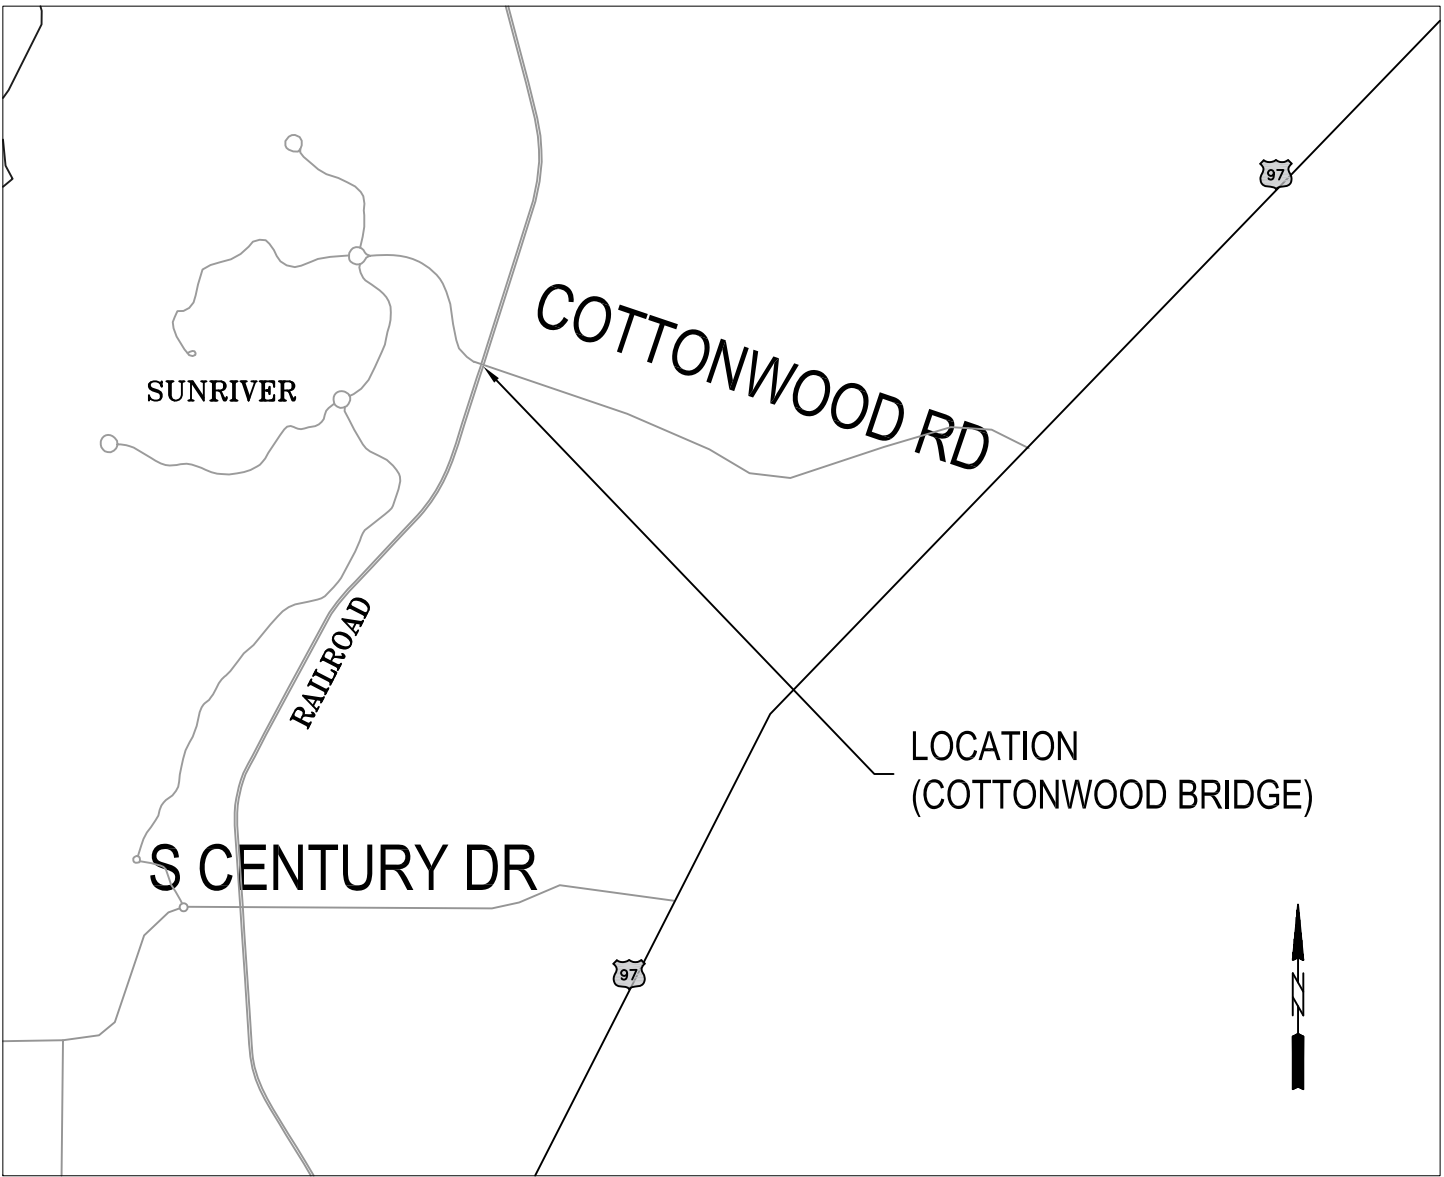 97
COTTONWOOD RD
SUNRIVER
RAILROAD
LOCATION
(COTTONWOOD BRIDGE)
S CENTURY DR
97
N